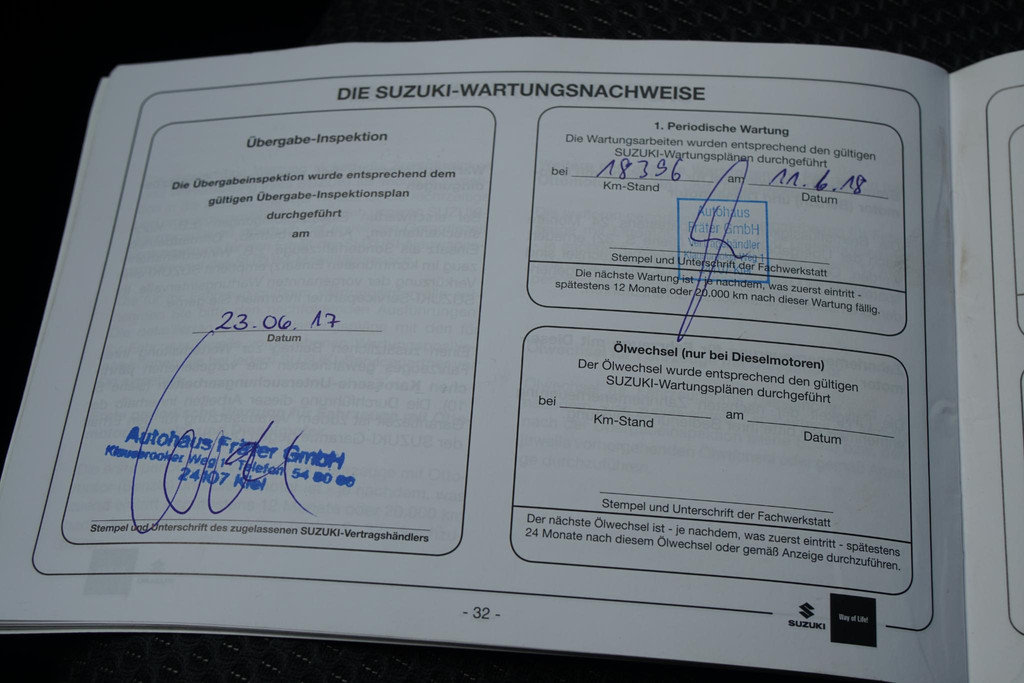 DIE SUZUKI-WARTUNGSNACHWEISE
Übergabe-Inspektion
Die Übergabeinspektion wurde entsprechend dem
gültigen Übergabe-Inspektionsplan
durchgeführt
am
23.06.17
Datum
Autohaus Fräter GmbH
Klausbrooker Weg 1 Telefon 54 80 80
24107 Kiel
Stempel und Unterschrift des zugelassenen SUZUKI-Vertragshändlers
1. Periodische Wartung
Die Wartungsarbeiten wurden entsprechend den gültigen
SUZUKI-Wartungsplänen durchgeführt
bei 18396 am 11.6.18
Km-Stand Datum
Autohaus
Fräter GmbH
Vertragshändler
Weg 1
Stempel und Unterschrift der Fachwerkstatt
Die nächste Wartung ist - je nachdem, was zuerst eintritt -
spätestens 12 Monate oder 20.000 km nach dieser Wartung fällig.
Ölwechsel (nur bei Dieselmotoren)
Der Ölwechsel wurde entsprechend den gültigen
SUZUKI-Wartungsplänen durchgeführt
bei am
Km-Stand Datum
Stempel und Unterschrift der Fachwerkstatt
Der nächste Ölwechsel ist - je nachdem, was zuerst eintritt - spätestens
24 Monate nach diesem Ölwechsel oder gemäß Anzeige durchzuführen.
- 32 -
SUZUKI
Way of Life!